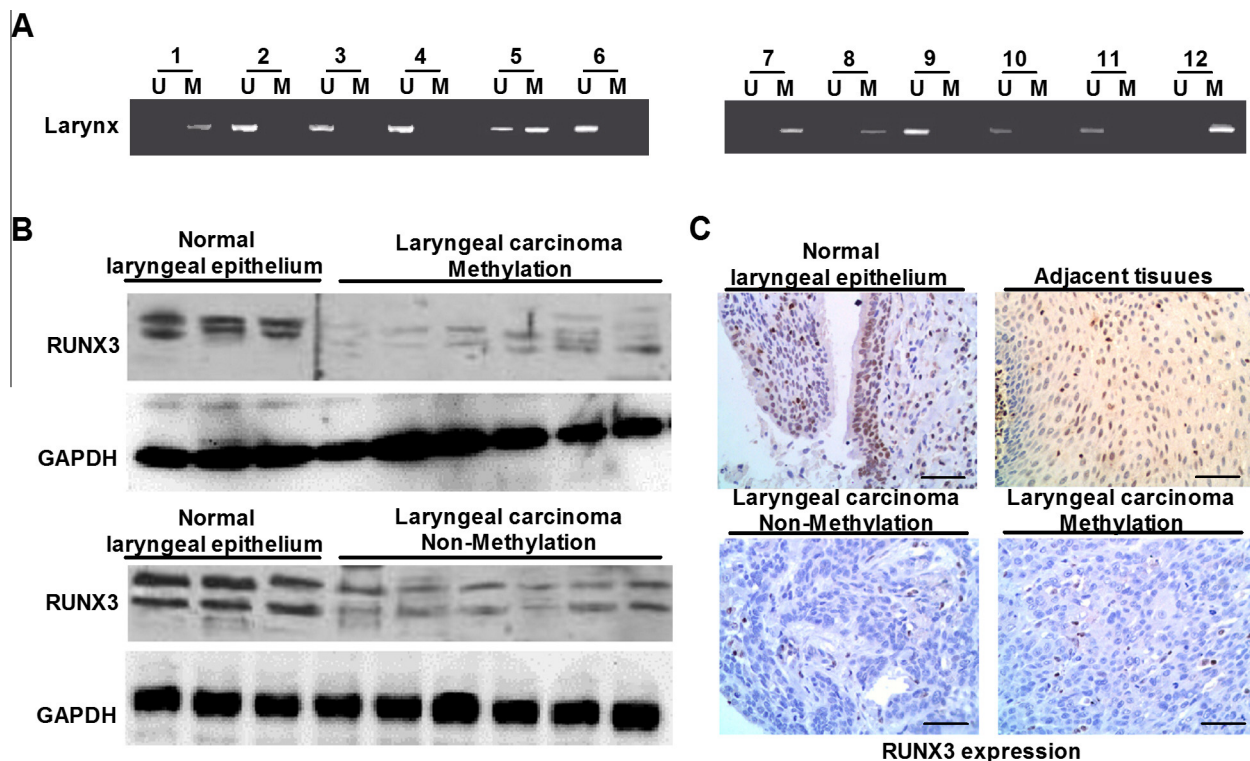 A
1 2 3 4 5 6
U M U M U M U M U M U M
7 8 9 10 11 12
U M U M U M U M U M U M
Larynx
B
Normal
laryngeal epithelium
Laryngeal carcinoma
Methylation
RUNX3
GAPDH
Normal
laryngeal epithelium
Laryngeal carcinoma
Non-Methylation
RUNX3
GAPDH
C
Normal
laryngeal epithelium
Adjacent tisuues
Laryngeal carcinoma
Non-Methylation
Laryngeal carcinoma
Methylation
RUNX3 expression